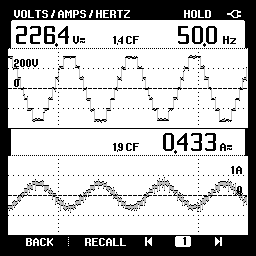 VOLTS/AMPS/HERTZ HOLD
226.4 V≂ 1.4 CF 50.0 Hz
200V
0
1.9 CF 0.433 A≂
1A
0
BACK RECALL 1